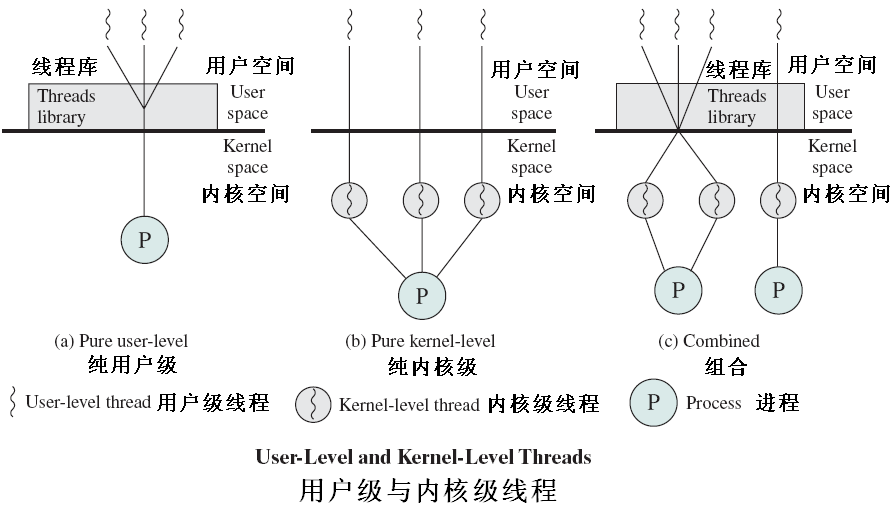 线程库
用户空间
Threads
library
User
space
Kernel
space
内核空间
P
(a) Pure user-level
纯用户级
用户空间
User
space
Kernel
space
内核空间
P
(b) Pure kernel-level
纯内核级
线程库
用户空间
Threads
library
User
space
Kernel
space
内核空间
P
P
(c) Combined
组合
User-level thread 用户级线程
Kernel-level thread 内核级线程
P
Process 进程
User-Level and Kernel-Level Threads
用户级与内核级线程